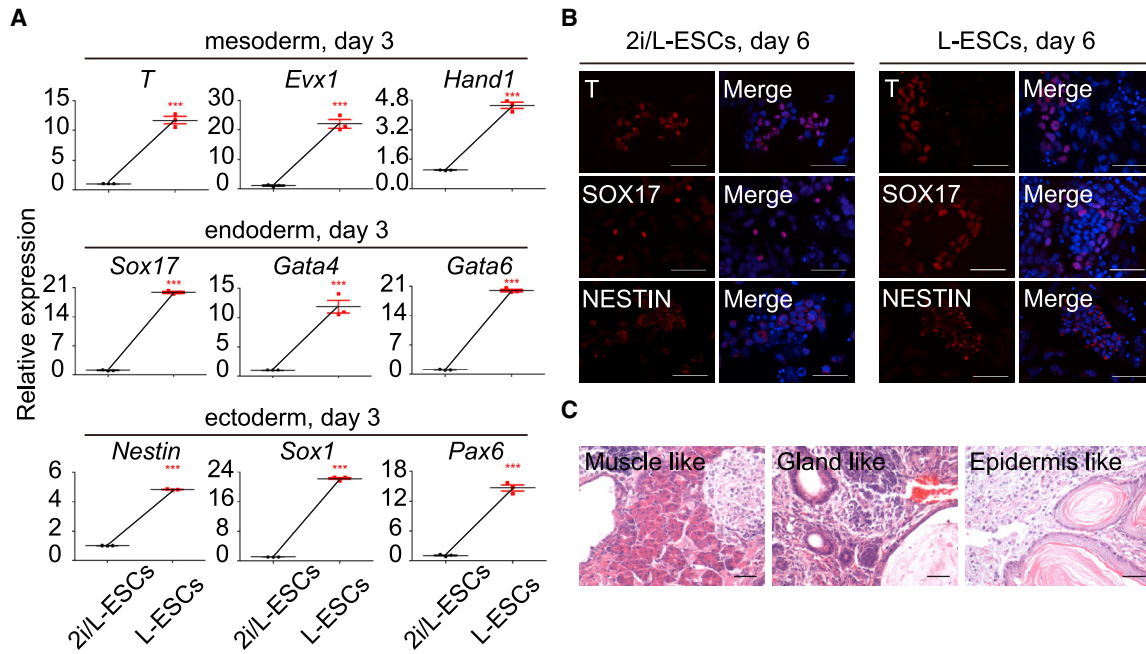 A
mesoderm, day 3
T Evx1 Hand1
15 10 5 0
30 20 10 0
4.8 3.2 1.6 0.0
***
***
***
endoderm, day 3
Sox17 Gata4 Gata6
21 14 7 0
15 10 5 0
21 14 7 0
***
***
***
ectoderm, day 3
Nestin Sox1 Pax6
6 4 2 0
24 16 8 0
18 12 6 0
***
***
***
Relative expression
2i/L-ESCs L-ESCs 2i/L-ESCs L-ESCs 2i/L-ESCs L-ESCs
B
2i/L-ESCs, day 6 L-ESCs, day 6
T Merge T Merge
SOX17 Merge SOX17 Merge
NESTIN Merge NESTIN Merge
C
Muscle like Gland like Epidermis like